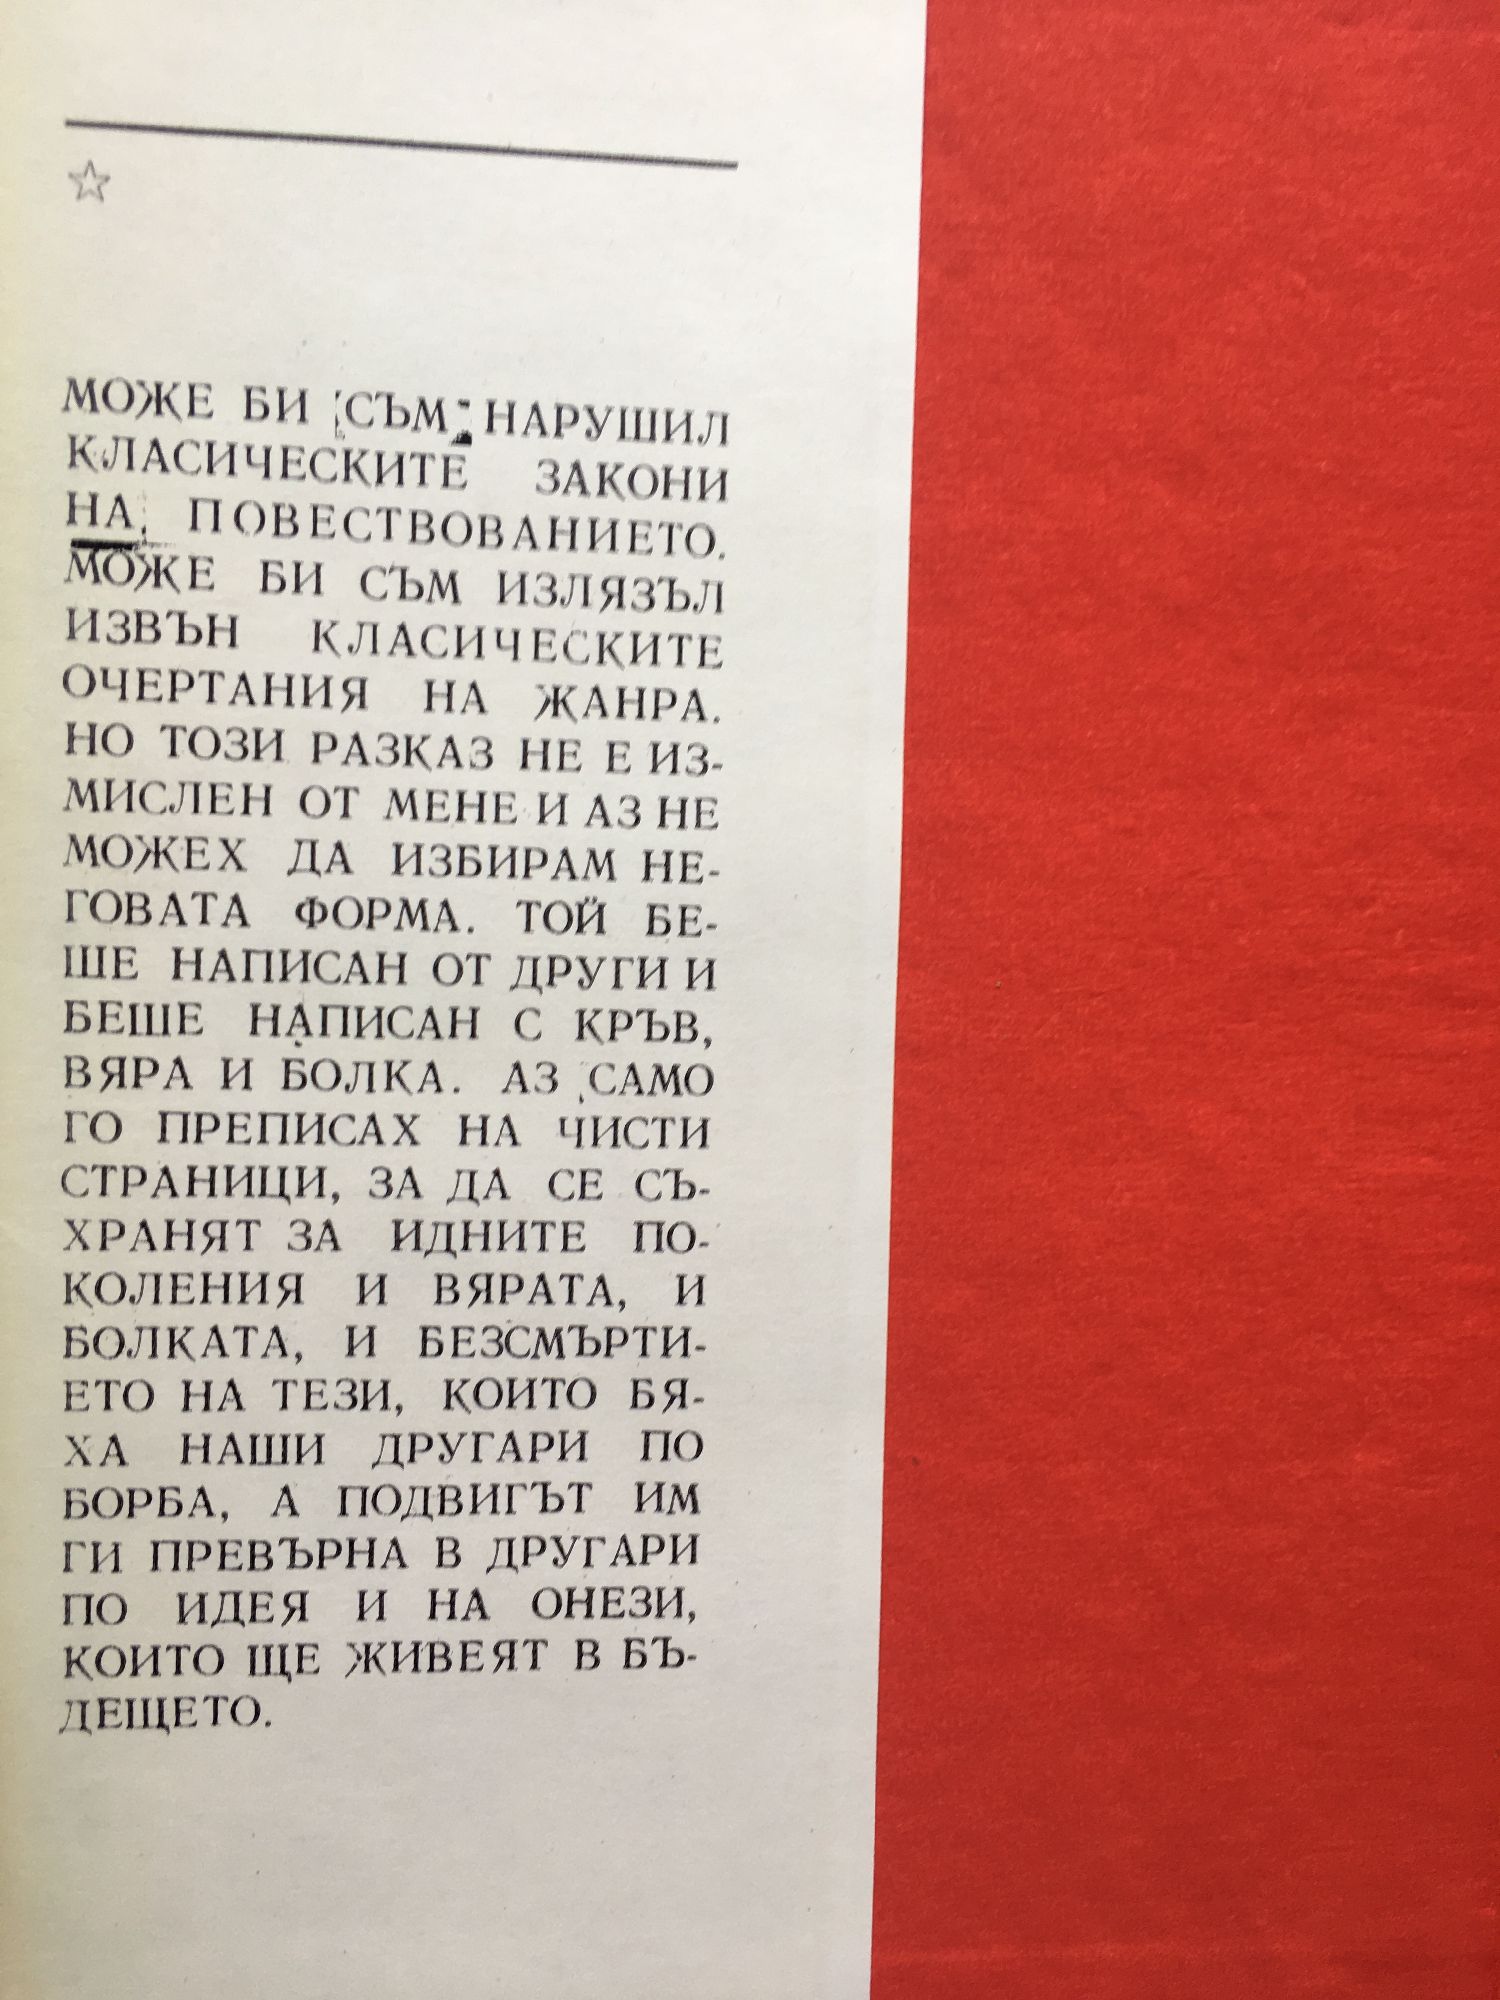 МОЖЕ БИ СЪМ НАРУШИЛ
КЛАСИЧЕСКИТЕ ЗАКОНИ
НА ПОВЕСТВОВАНИЕТО.
МОЖЕ БИ СЪМ ИЗЛЯЗЪЛ
ИЗВЪН КЛАСИЧЕСКИТЕ
ОЧЕРТАНИЯ НА ЖАНРА.
НО ТОЗИ РАЗКАЗ НЕ Е ИЗ-
МИСЛЕН ОТ МЕНЕ И АЗ НЕ
МОЖЕХ ДА ИЗБИРАМ НЕ-
ГОВАТА ФОРМА. ТОЙ БЕ-
ШЕ НАПИСАН ОТ ДРУГИ И
БЕШЕ НАПИСАН С КРЪВ,
ВЯРА И БОЛКА. АЗ САМО
ГО ПРЕПИСАХ НА ЧИСТИ
СТРАНИЦИ, ЗА ДА СЕ СЪ-
ХРАНЯТ ЗА ИДНИТЕ ПО-
КОЛЕНИЯ И ВЯРАТА, И
БОЛКАТА, И БЕЗСМЪРТИ-
ЕТО НА ТЕЗИ, КОИТО БЯ-
ХА НАШИ ДРУГАРИ ПО
БОРБА, А ПОДВИГЪТ ИМ
ГИ ПРЕВЪРНА В ДРУГАРИ
ПО ИДЕЯ И НА ОНЕЗИ,
КОИТО ЩЕ ЖИВЕЯТ В БЪ-
ДЕЩЕТО.